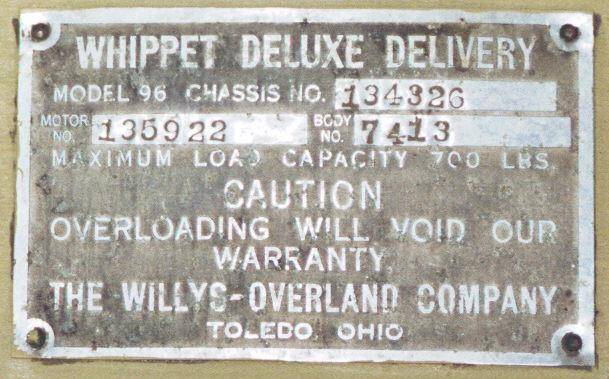 WHIPPET DELUXE DELIVERY
MODEL 96 CHASSIS NO. 134326
MOTOR NO. 135922 BODY NO. 7413
MAXIMUM LOAD CAPACITY 700 LBS.
CAUTION
OVERLOADING WILL VOID OUR
WARRANTY.
THE WILLYS-OVERLAND COMPANY
TOLEDO, OHIO